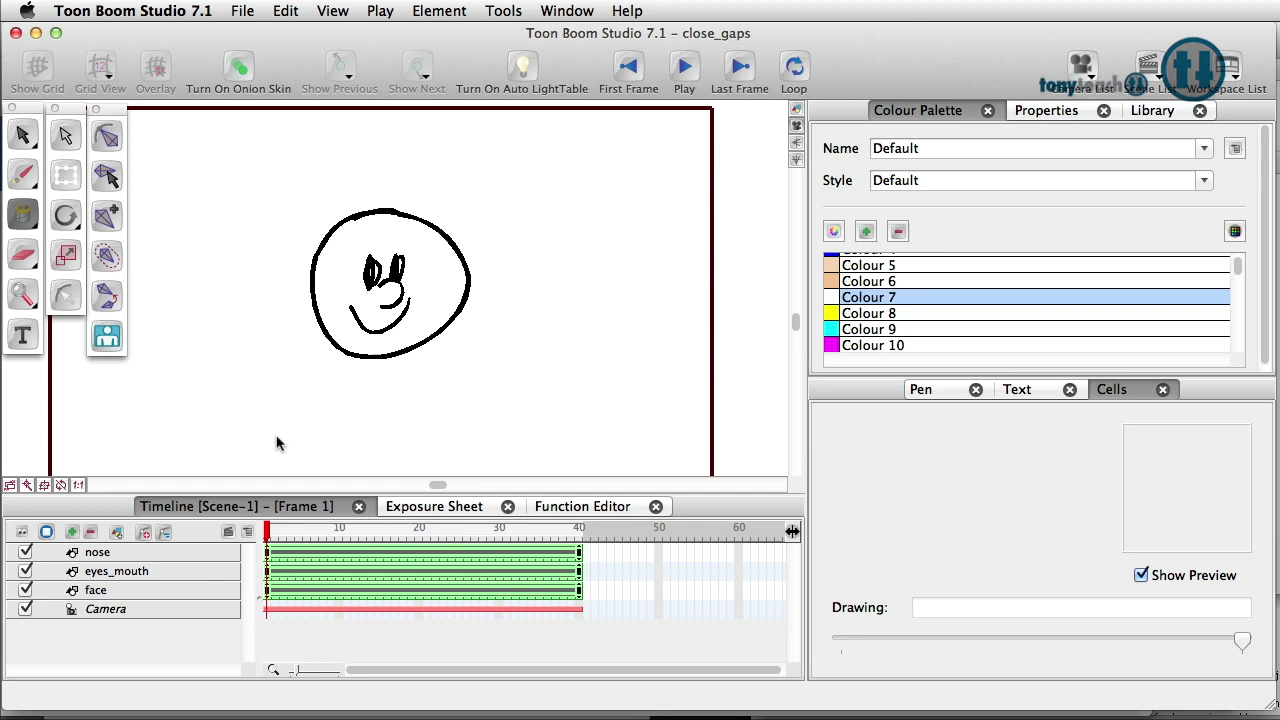 Toon Boom Studio 7.1 File Edit View Play Element Tools Window Help
Toon Boom Studio 7.1 – close_gaps
12
Show Grid Grid View Overlay Turn On Onion Skin Show Previous Show Next Turn On Auto LightTable First Frame Play Last Frame Loop Camera List Scene List Workspace List
T
Colour Palette Properties Library
Name Default
Style Default
Colour 5
Colour 6
Colour 7
Colour 8
Colour 9
Colour 10
Pen Text Cells
Show Preview
Drawing:
1:1
Timeline [Scene-1] - [Frame 1] Exposure Sheet Function Editor
10 20 30 40 50 60
nose
eyes_mouth
face
Camera